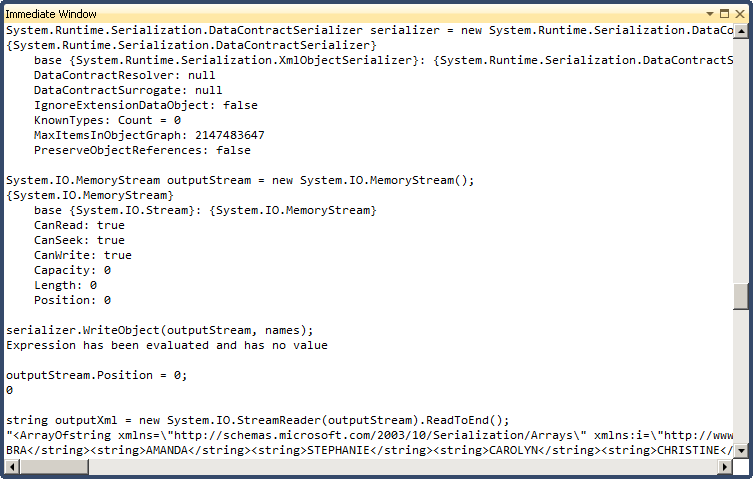 Immediate Window
System.Runtime.Serialization.DataContractSerializer serializer = new System.Runtime.Serialization.DataCo
{System.Runtime.Serialization.DataContractSerializer}
    base {System.Runtime.Serialization.XmlObjectSerializer}: {System.Runtime.Serialization.DataContractS
    DataContractResolver: null
    DataContractSurrogate: null
    IgnoreExtensionDataObject: false
    KnownTypes: Count = 0
    MaxItemsInObjectGraph: 2147483647
    PreserveObjectReferences: false
System.IO.MemoryStream outputStream = new System.IO.MemoryStream();
{System.IO.MemoryStream}
    base {System.IO.Stream}: {System.IO.MemoryStream}
    CanRead: true
    CanSeek: true
    CanWrite: true
    Capacity: 0
    Length: 0
    Position: 0
serializer.WriteObject(outputStream, names);
Expression has been evaluated and has no value
outputStream.Position = 0;
0
string outputXml = new System.IO.StreamReader(outputStream).ReadToEnd();
"<ArrayOfstring xmlns=\"http://schemas.microsoft.com/2003/10/Serialization/Arrays\" xmlns:i=\"http://www
BRA</string><string>AMANDA</string><string>STEPHANIE</string><string>CAROLYN</string><string>CHRISTINE</